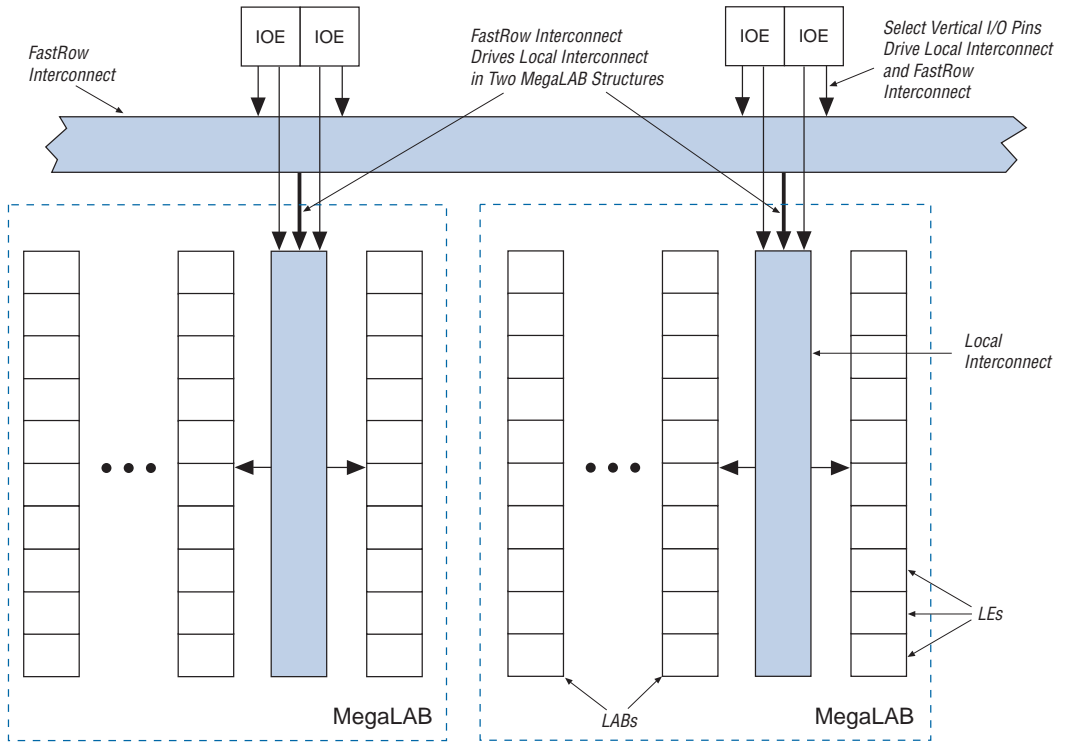 IOE IOE
FastRow Interconnect
Drives Local Interconnect
in Two MegaLAB Structures
IOE IOE
Select Vertical I/O Pins
Drive Local Interconnect
and FastRow
Interconnect
FastRow
Interconnect
Local
Interconnect
LEs
LABs
MegaLAB
MegaLAB